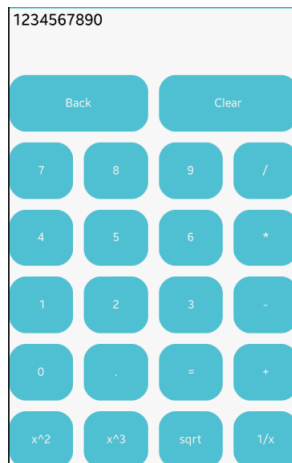 1234567890
Back Clear
7 8 9 /
4 5 6 *
1 2 3 -
0 . = +
x^2 x^3 sqrt 1/x